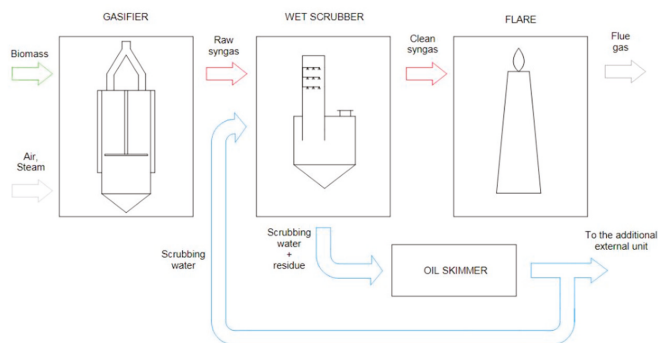 GASIFIER
WET SCRUBBER
FLARE
Biomass
Raw
syngas
Clean
syngas
Flue
gas
Air,
Steam
Scrubbing
water
Scrubbing
water
+
residue
OIL SKIMMER
To the additional
external unit